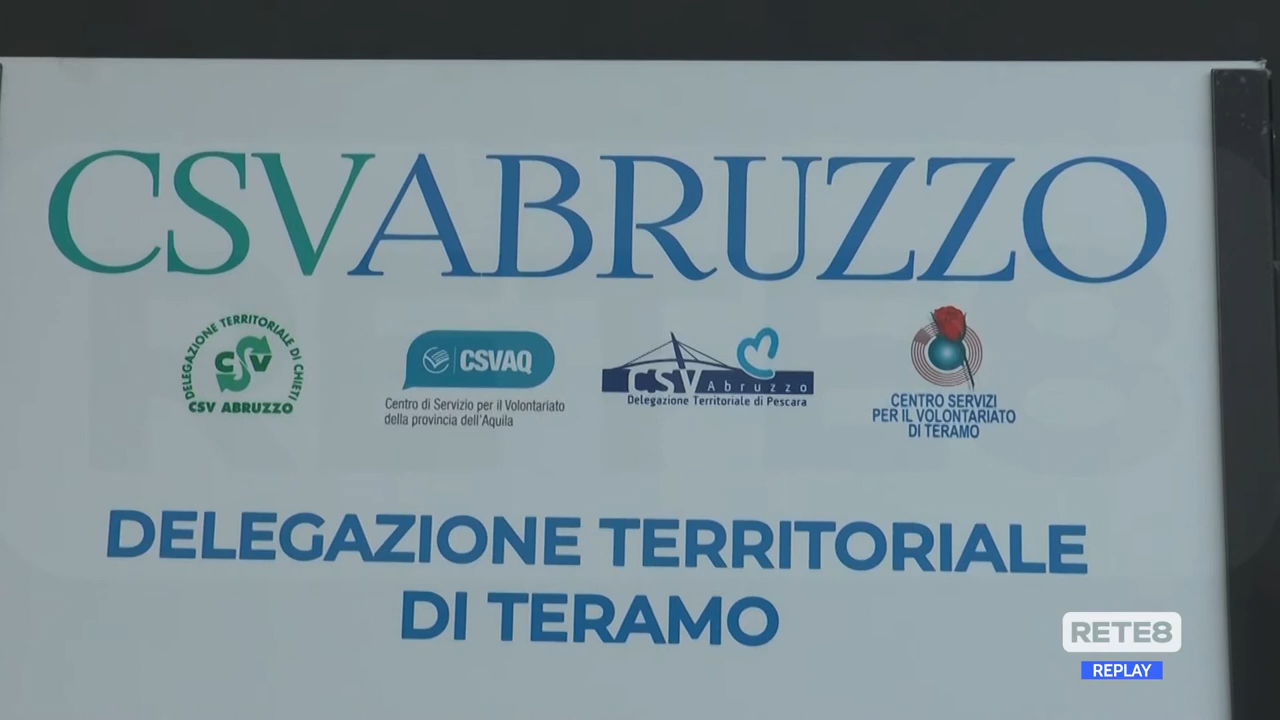 CSVABRUZZO
DELEGAZIONE TERRITORIALE DI CHIETI
CSV
CSV ABRUZZO
CSVAQ
Centro di Servizio per il Volontariato
della provincia dell'Aquila
CSV Abruzzo
Delegazione Territoriale di Pescara
CENTRO SERVIZI
PER IL VOLONTARIATO
DI TERAMO
DELEGAZIONE TERRITORIALE
DI TERAMO
RETE8
REPLAY